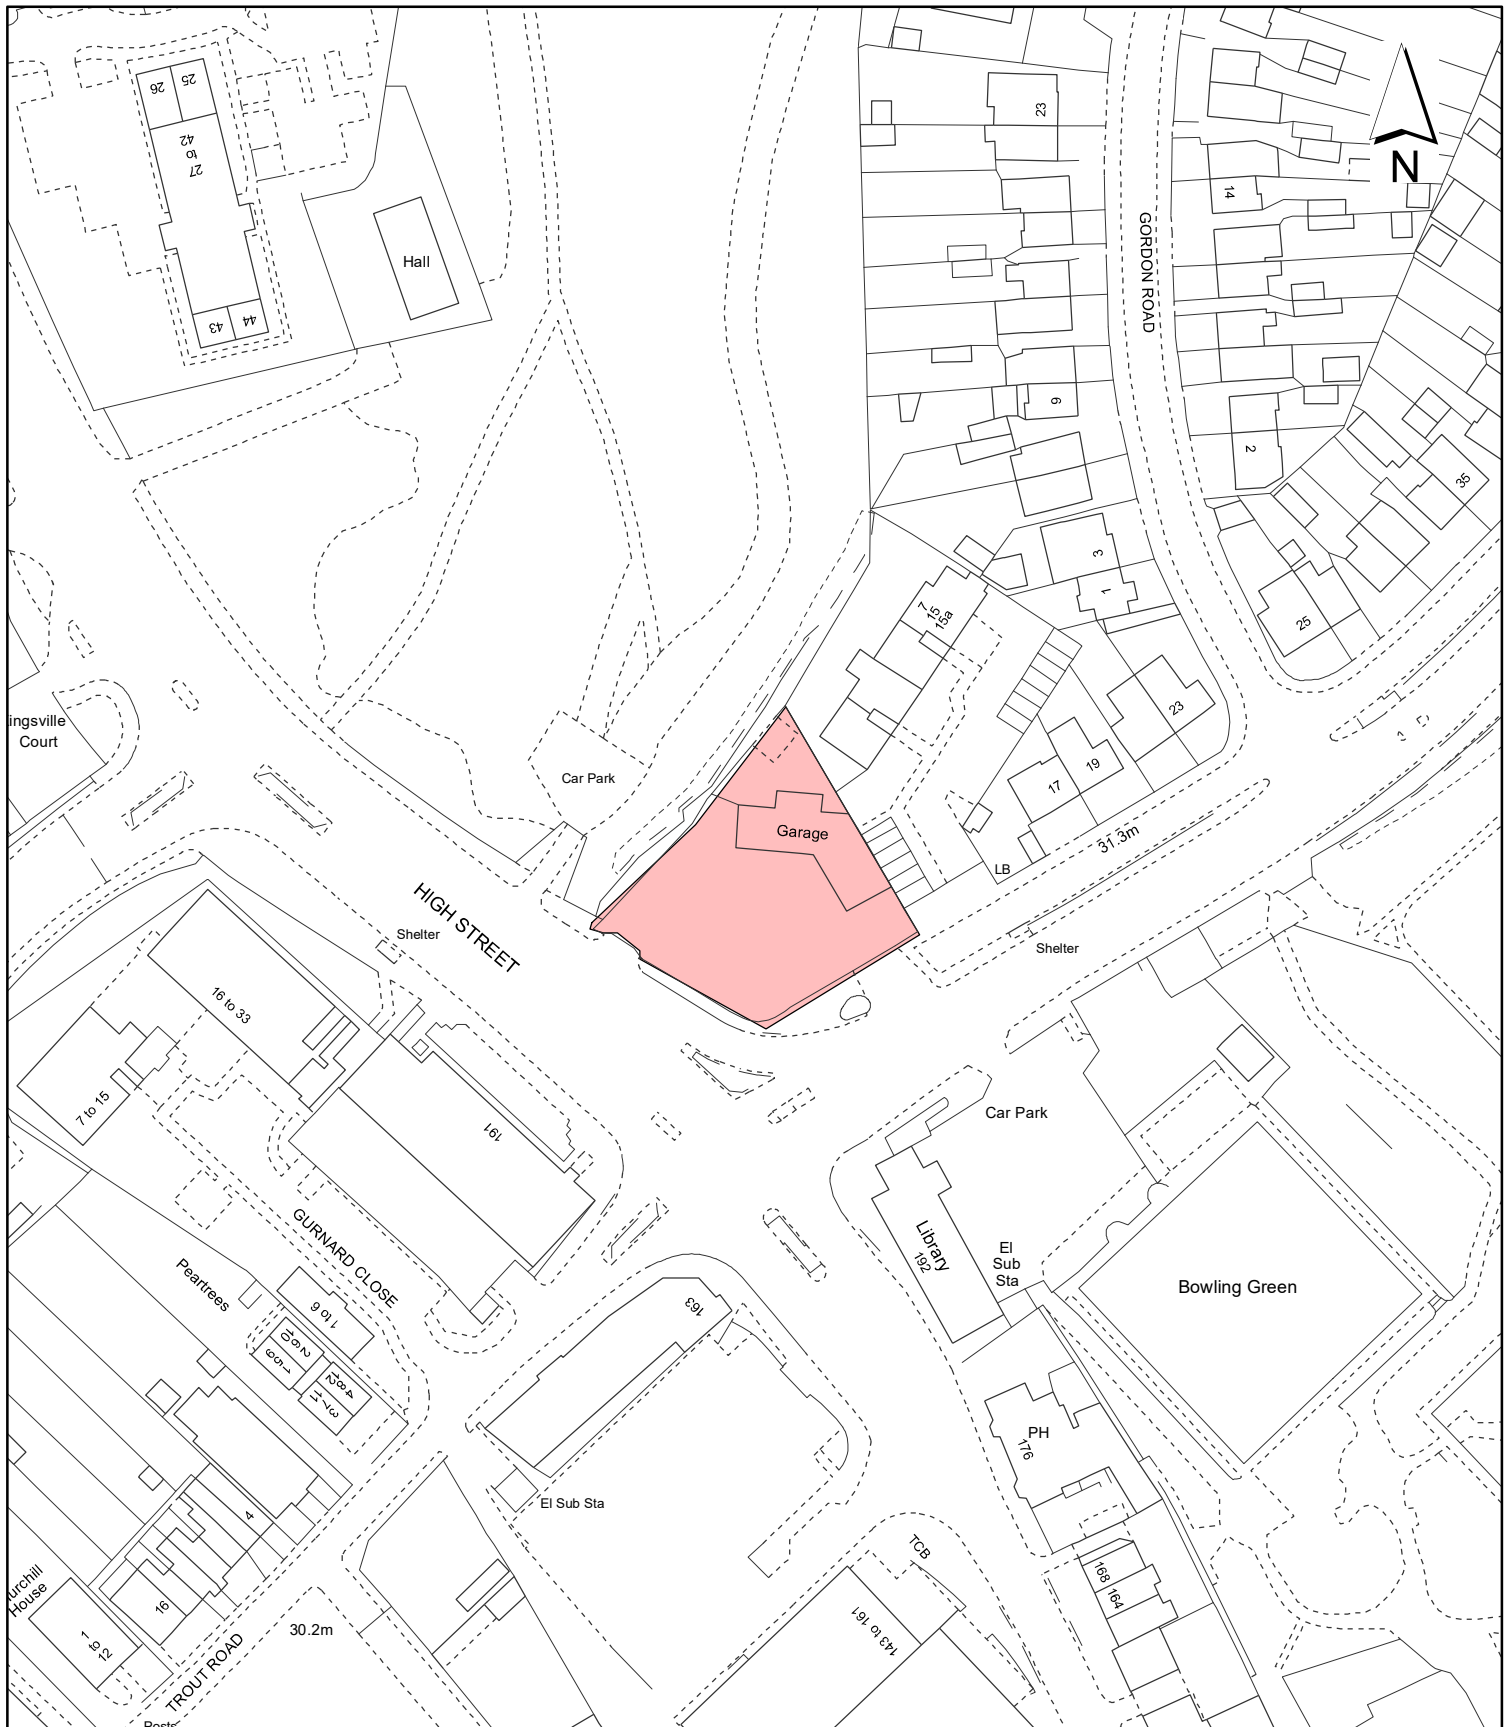 26
25
27
to
42
43
44
Hall
23
14
N
GORDON ROAD
9
2
35
3
1
25
7
15
15a
23
ingsville
Court
Car Park
19
17
Garage
31.3m
LB
HIGH STREET
Shelter
Shelter
16 to 33
7 to 15
Car Park
191
GURNARD CLOSE
Peartrees
Library
192
El
Sub
Sta
Bowling Green
163
1 to 6
PH
176
4
El Sub Sta
TCB
168
164
urchill
House
16
1
to
12
30.2m
143 to 161
TROUT ROAD
Posts